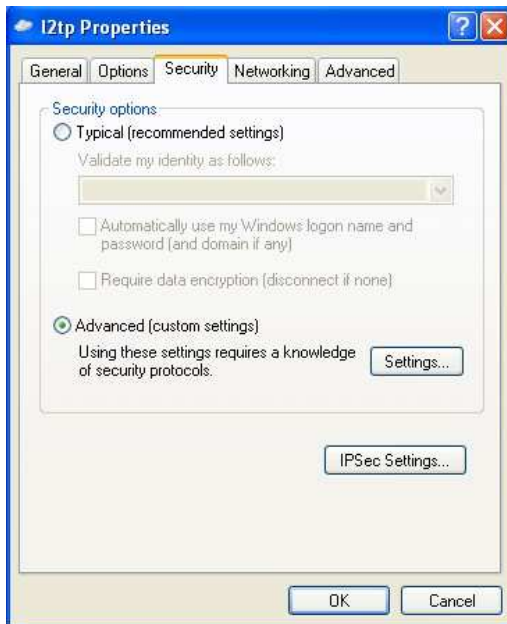 l2tp Properties
General Options Security Networking Advanced
Security options
Typical (recommended settings)
Validate my identity as follows:
Automatically use my Windows logon name and
password (and domain if any)
Require data encryption (disconnect if none)
Advanced (custom settings)
Using these settings requires a knowledge
of security protocols.
Settings...
IPSec Settings...
OK Cancel